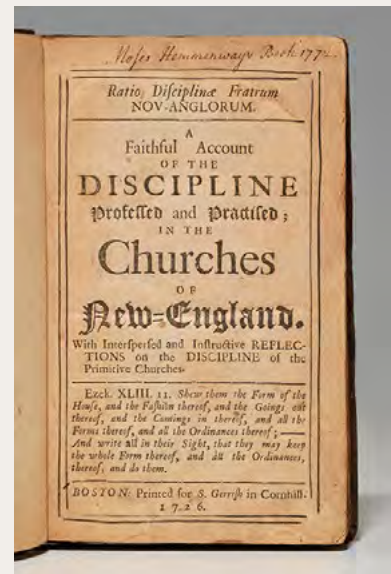 Moses Hemmenways Book 1772.
Ratio Disciplinæ Fratrum
NOV-ANGLORUM.
A
Faithful Account
OF THE
DISCIPLINE
Professed and Practised;
IN THE
Churches
OF
New-England.
With Interspersed and Instructive REFLEC-
TIONS on the DISCIPLINE of the
Primitive Churches.
Ezek. XLIII. 11. Shew them the Form of the
House, and the Fashion thereof, and the Goings out
thereof, and the Comings in thereof, and all the
Forms thereof, and all the Ordinances thereof;——
And write all in their Sight, that they may keep
the whole Form thereof, and all the Ordinances,
thereof, and do them.
BOSTON: Printed for S. Gerrish in Cornhill.
1726.